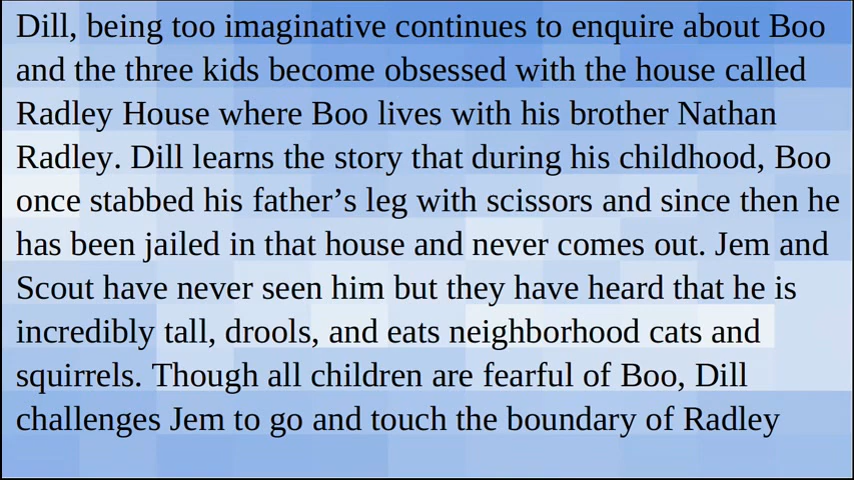 Dill, being too imaginative continues to enquire about Boo
and the three kids become obsessed with the house called
Radley House where Boo lives with his brother Nathan
Radley. Dill learns the story that during his childhood, Boo
once stabbed his father’s leg with scissors and since then he
has been jailed in that house and never comes out. Jem and
Scout have never seen him but they have heard that he is
incredibly tall, drools, and eats neighborhood cats and
squirrels. Though all children are fearful of Boo, Dill
challenges Jem to go and touch the boundary of Radley